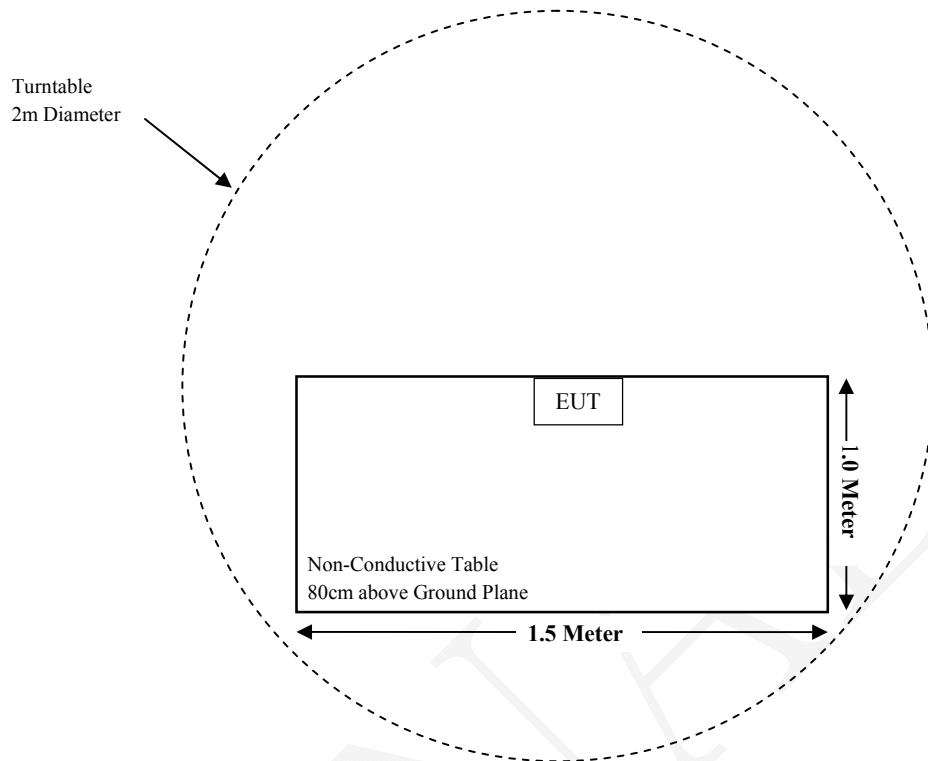 Turntable
2m Diameter
EUT
1.0 Meter
Non-Conductive Table
80cm above Ground Plane
1.5 Meter